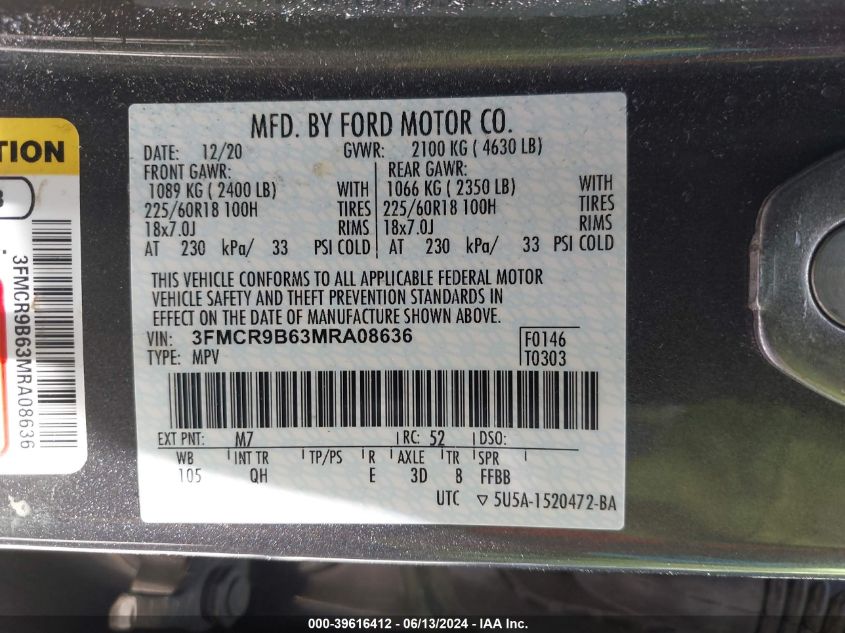 TION
3
3FMCR9B63MRA08636
MFD. BY FORD MOTOR CO.
DATE: 12/20 GVWR: 2100 KG ( 4630 LB)
FRONT GAWR: REAR GAWR:
1089 KG ( 2400 LB) WITH 1066 KG ( 2350 LB) WITH
225/60R18 100H TIRES 225/60R18 100H TIRES
18x7.0J RIMS 18x7.0J RIMS
AT 230 kPa/ 33 PSI COLD AT 230 kPa/ 33 PSI COLD
THIS VEHICLE CONFORMS TO ALL APPLICABLE FEDERAL MOTOR
VEHICLE SAFETY AND THEFT PREVENTION STANDARDS IN
EFFECT ON THE DATE OF MANUFACTURE SHOWN ABOVE.
VIN: 3FMCR9B63MRA08636 F0146
TYPE: MPV T0303
EXT PNT: M7 RC: 52 DSO:
WB INT TR TP/PS R AXLE TR SPR
105 QH E 3D 8 FFBB
UTC ▽ 5U5A-1520472-BA
000-39616412 - 06/13/2024 - IAA Inc.